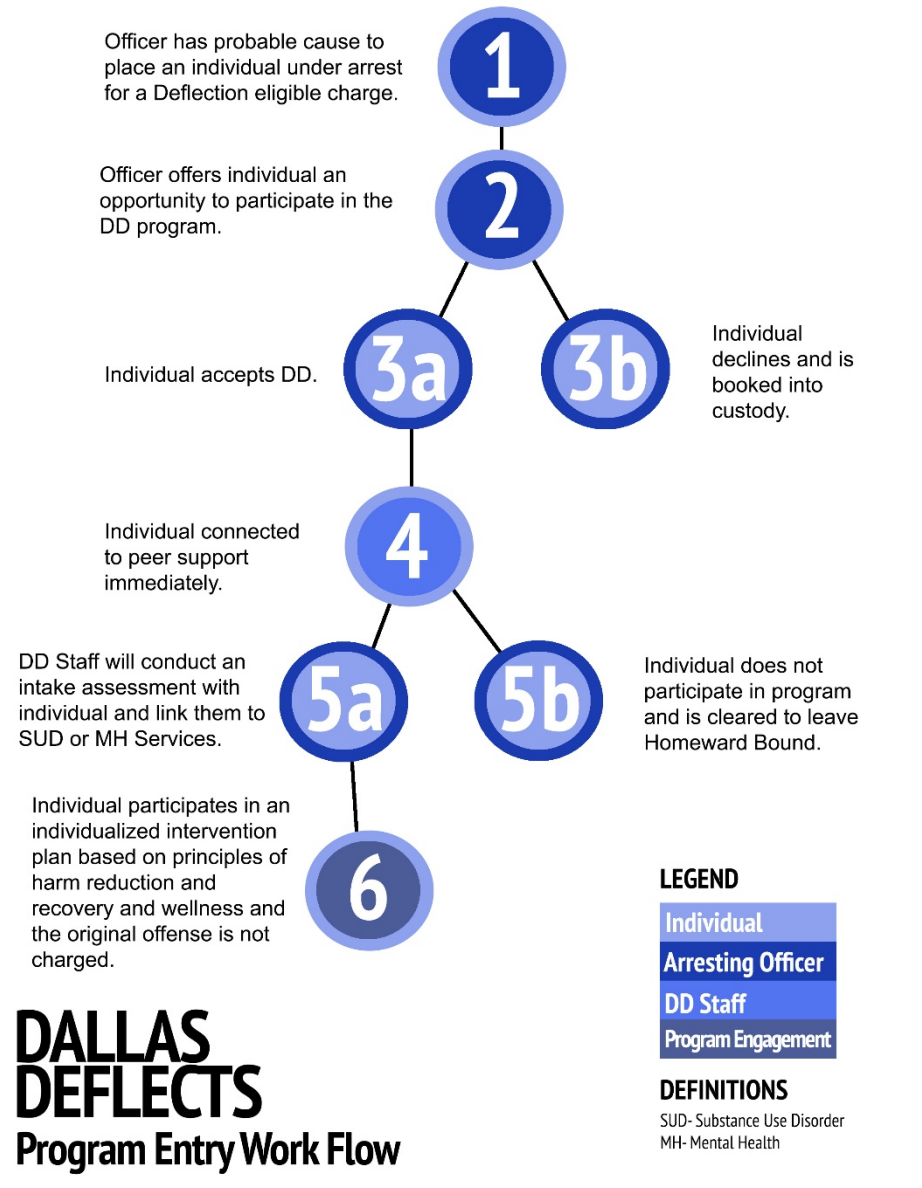 Officer has probable cause to
place an individual under arrest
for a Deflection eligible charge.
1
Officer offers individual an
opportunity to participate in the
DD program.
2
Individual accepts DD.
3a
3b
Individual
declines and is
booked into
custody.
Individual connected
to peer support
immediately.
4
DD Staff will conduct an
intake assessment with
individual and link them to
SUD or MH Services.
5a
5b
Individual does not
participate in program
and is cleared to leave
Homeward Bound.
Individual participates in an
individualized intervention
plan based on principles of
harm reduction and
recovery and wellness and
the original offense is not
charged.
6
LEGEND
Individual
Arresting Officer
DD Staff
Program Engagement
DEFINITIONS
SUD- Substance Use Disorder
MH- Mental Health
DALLAS
DEFLECTS
Program Entry Work Flow